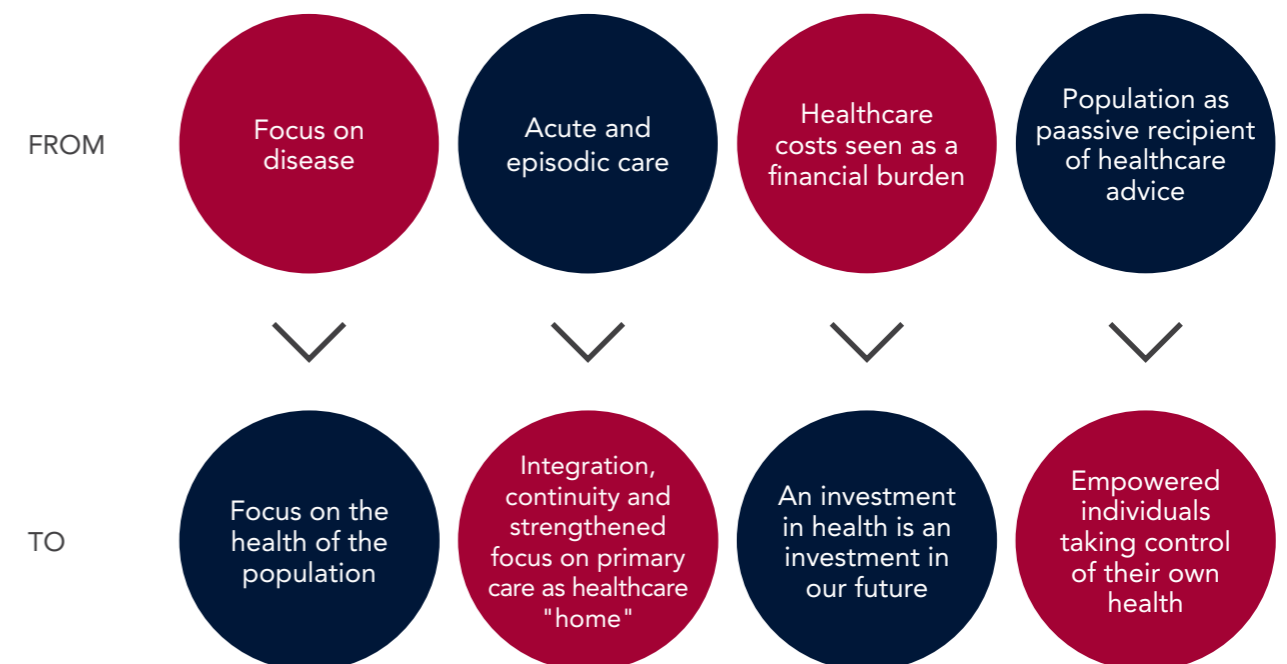 FROM
Focus on
disease
Acute and
episodic care
Healthcare
costs seen as a
financial burden
Population as
paassive recipient
of healthcare
advice
TO
Focus on the
health of the
population
Integration,
continuity and
strengthened
focus on primary
care as healthcare
"home"
An investment
in health is an
investment in
our future
Empowered
individuals
taking control
of their own
health